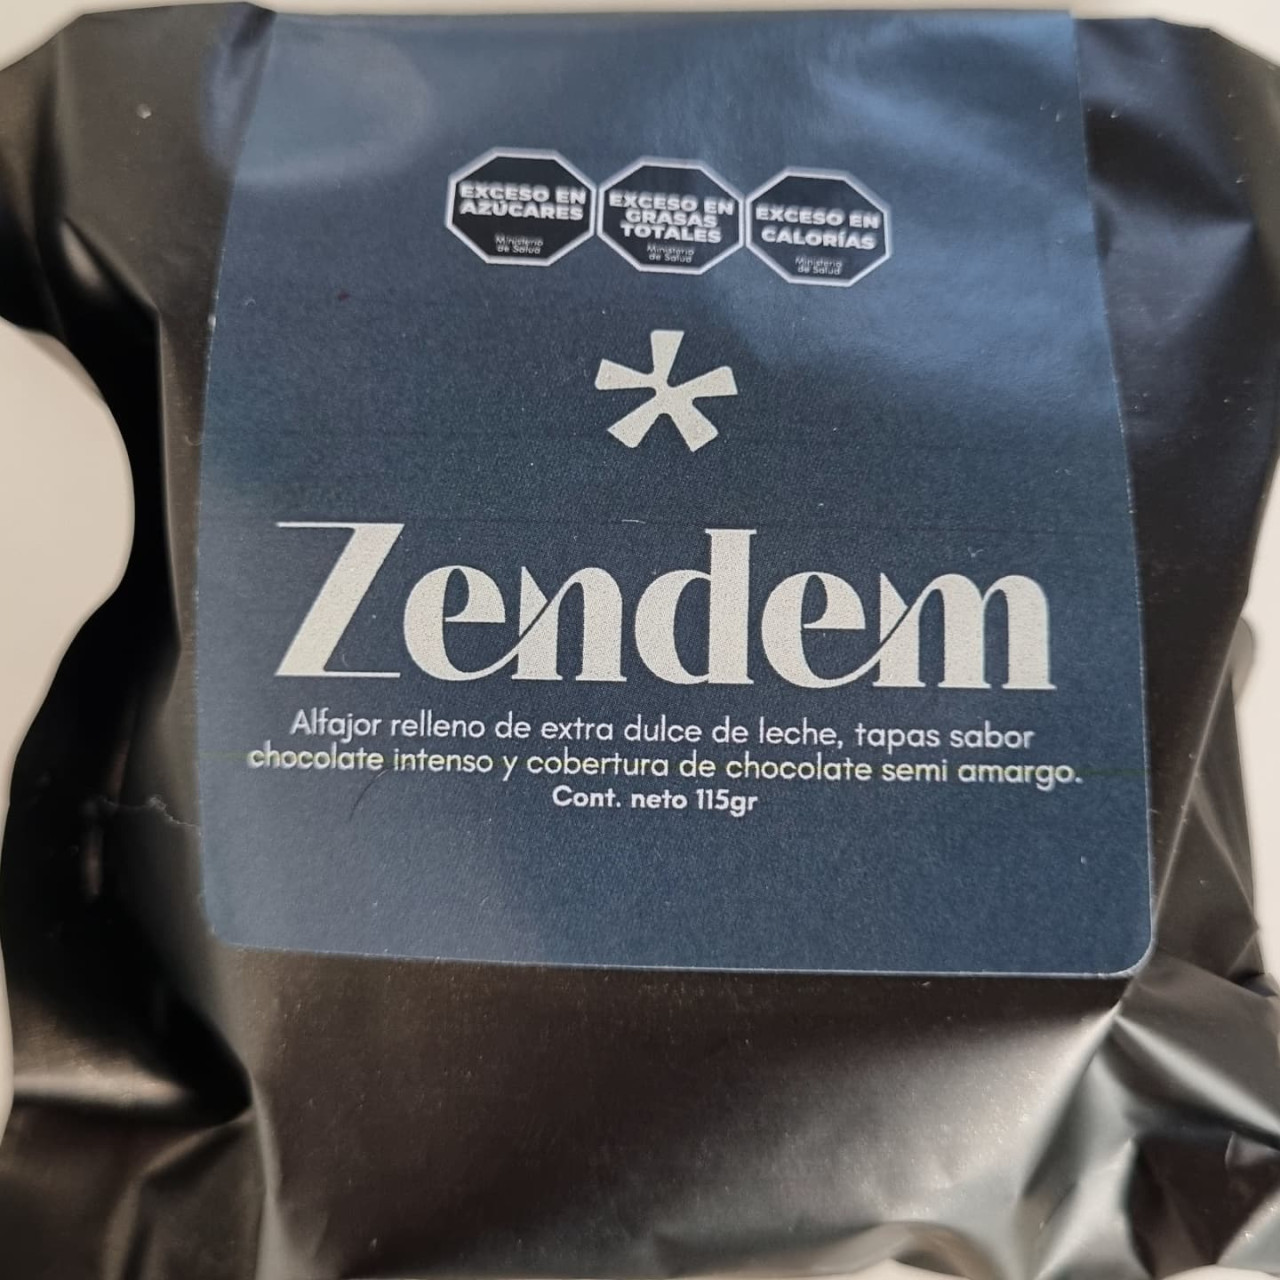 EXCESO EN
AZÚCARES
Ministerio
de Salud
EXCESO EN
GRASAS
TOTALES
Ministerio
de Salud
EXCESO EN
CALORÍAS
Ministerio
de Salud
Zendem
Alfajor relleno de extra dulce de leche, tapas sabor
chocolate intenso y cobertura de chocolate semi amargo.
Cont. neto 115gr